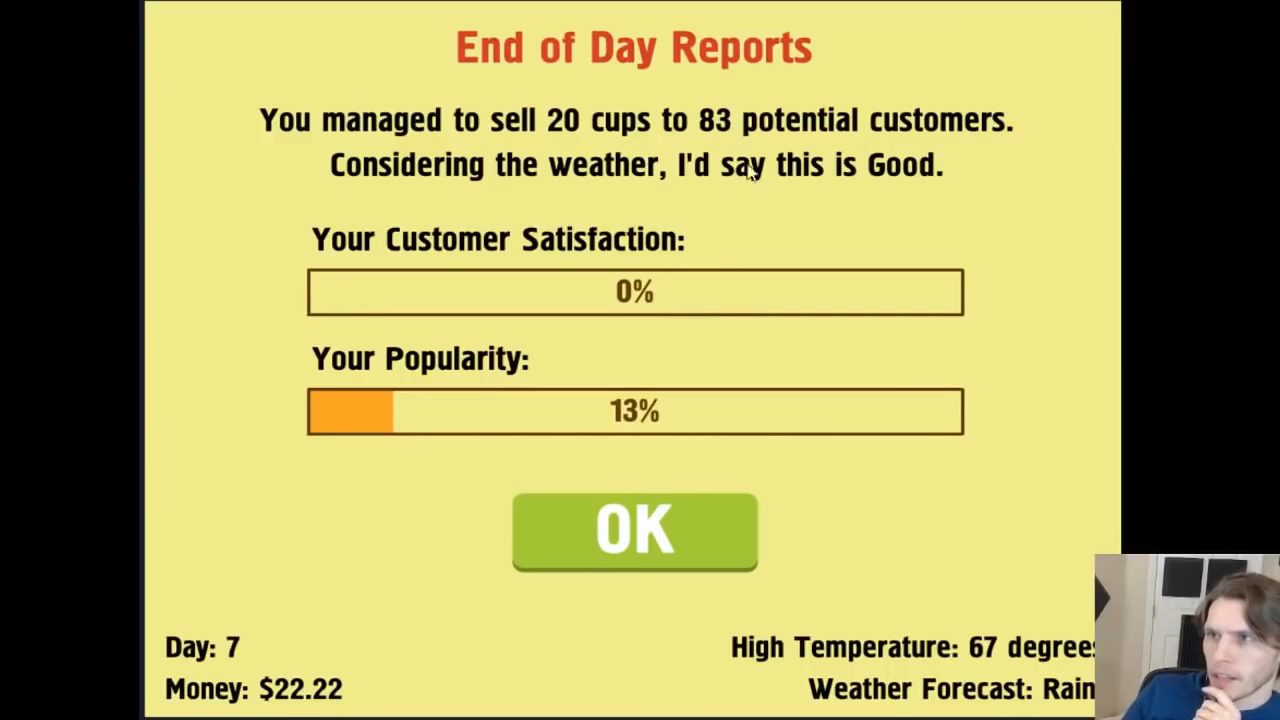 End of Day Reports
You managed to sell 20 cups to 83 potential customers.
Considering the weather, I'd say this is Good.
Your Customer Satisfaction:
0%
Your Popularity:
13%
OK
Day: 7
High Temperature: 67 degrees
Money: $22.22
Weather Forecast: Rain